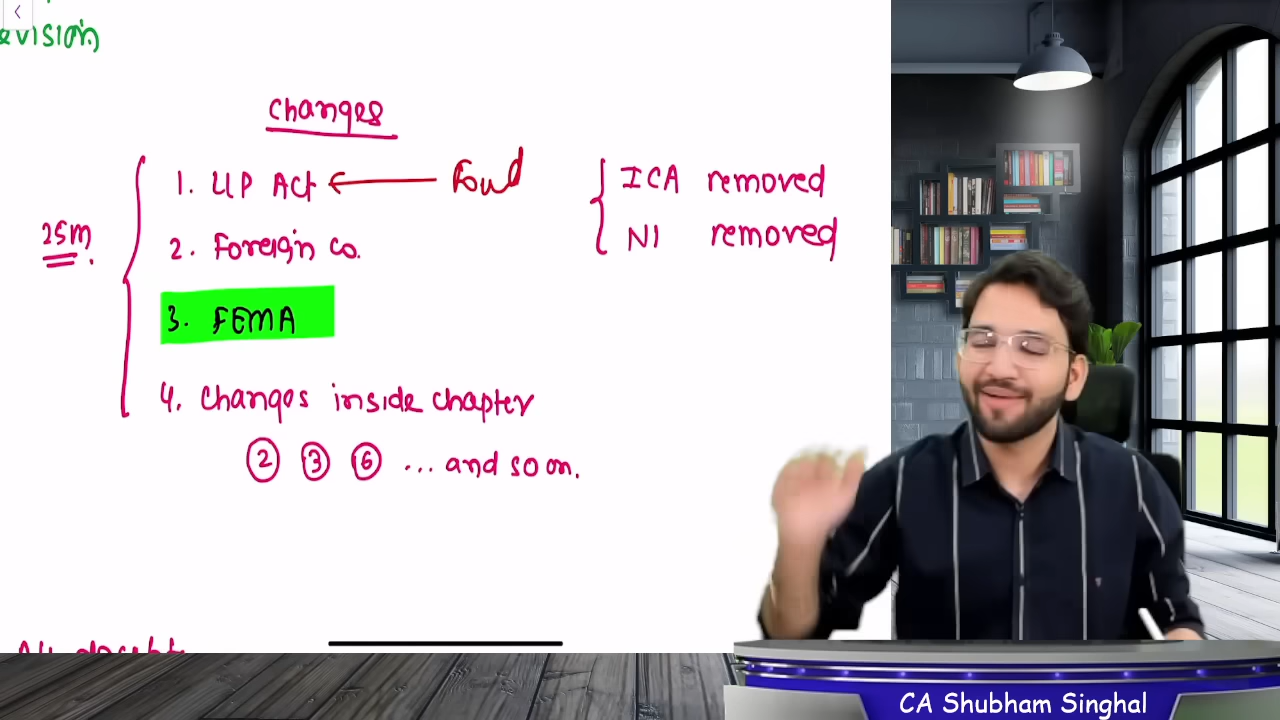 evision
Changes
25m
1. LLP Act ← Found
2. Foreign co.
3. FEMA
4. Changes inside chapter
② ③ ⑥ ... and so on.
ICA removed
NI removed
CA Shubham Singhal